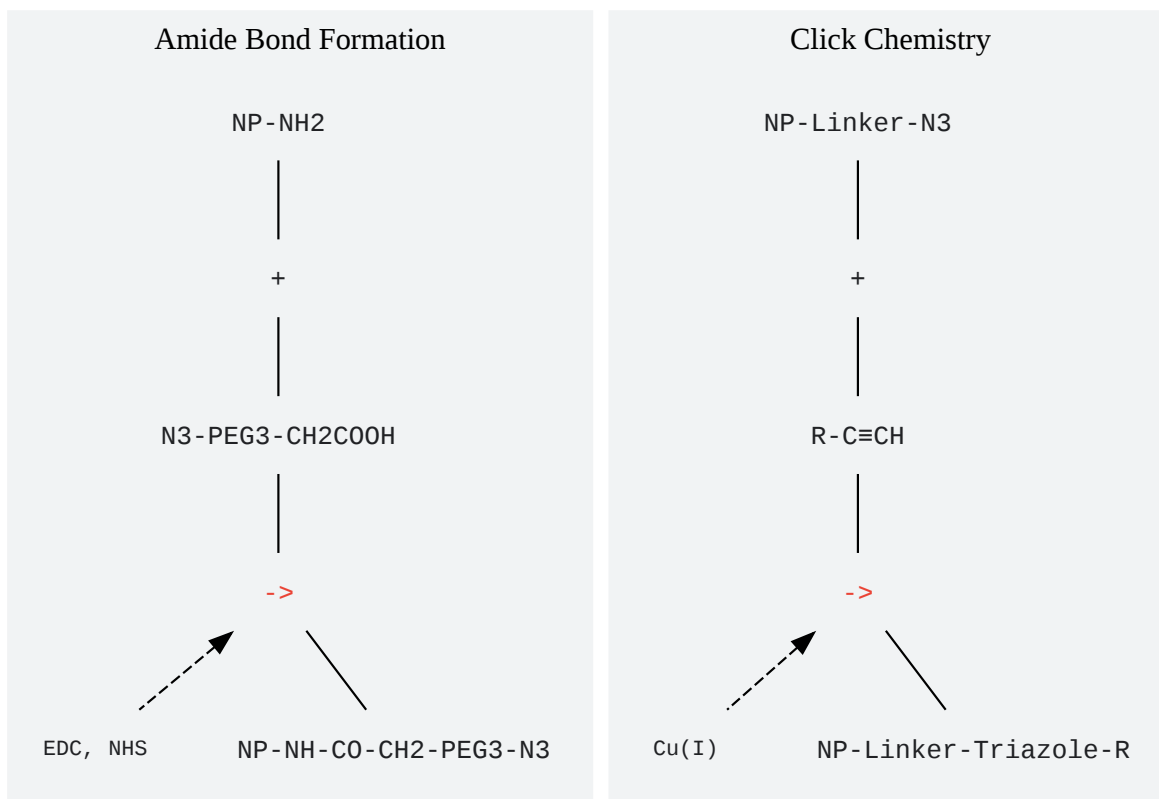 Amide Bond Formation
NP-NH2
+
N3-PEG3-CH2COOH
->
EDC, NHS
NP-NH-CO-CH2-PEG3-N3
Click Chemistry
NP-Linker-N3
+
R-C≡CH
->
Cu(I)
NP-Linker-Triazole-R